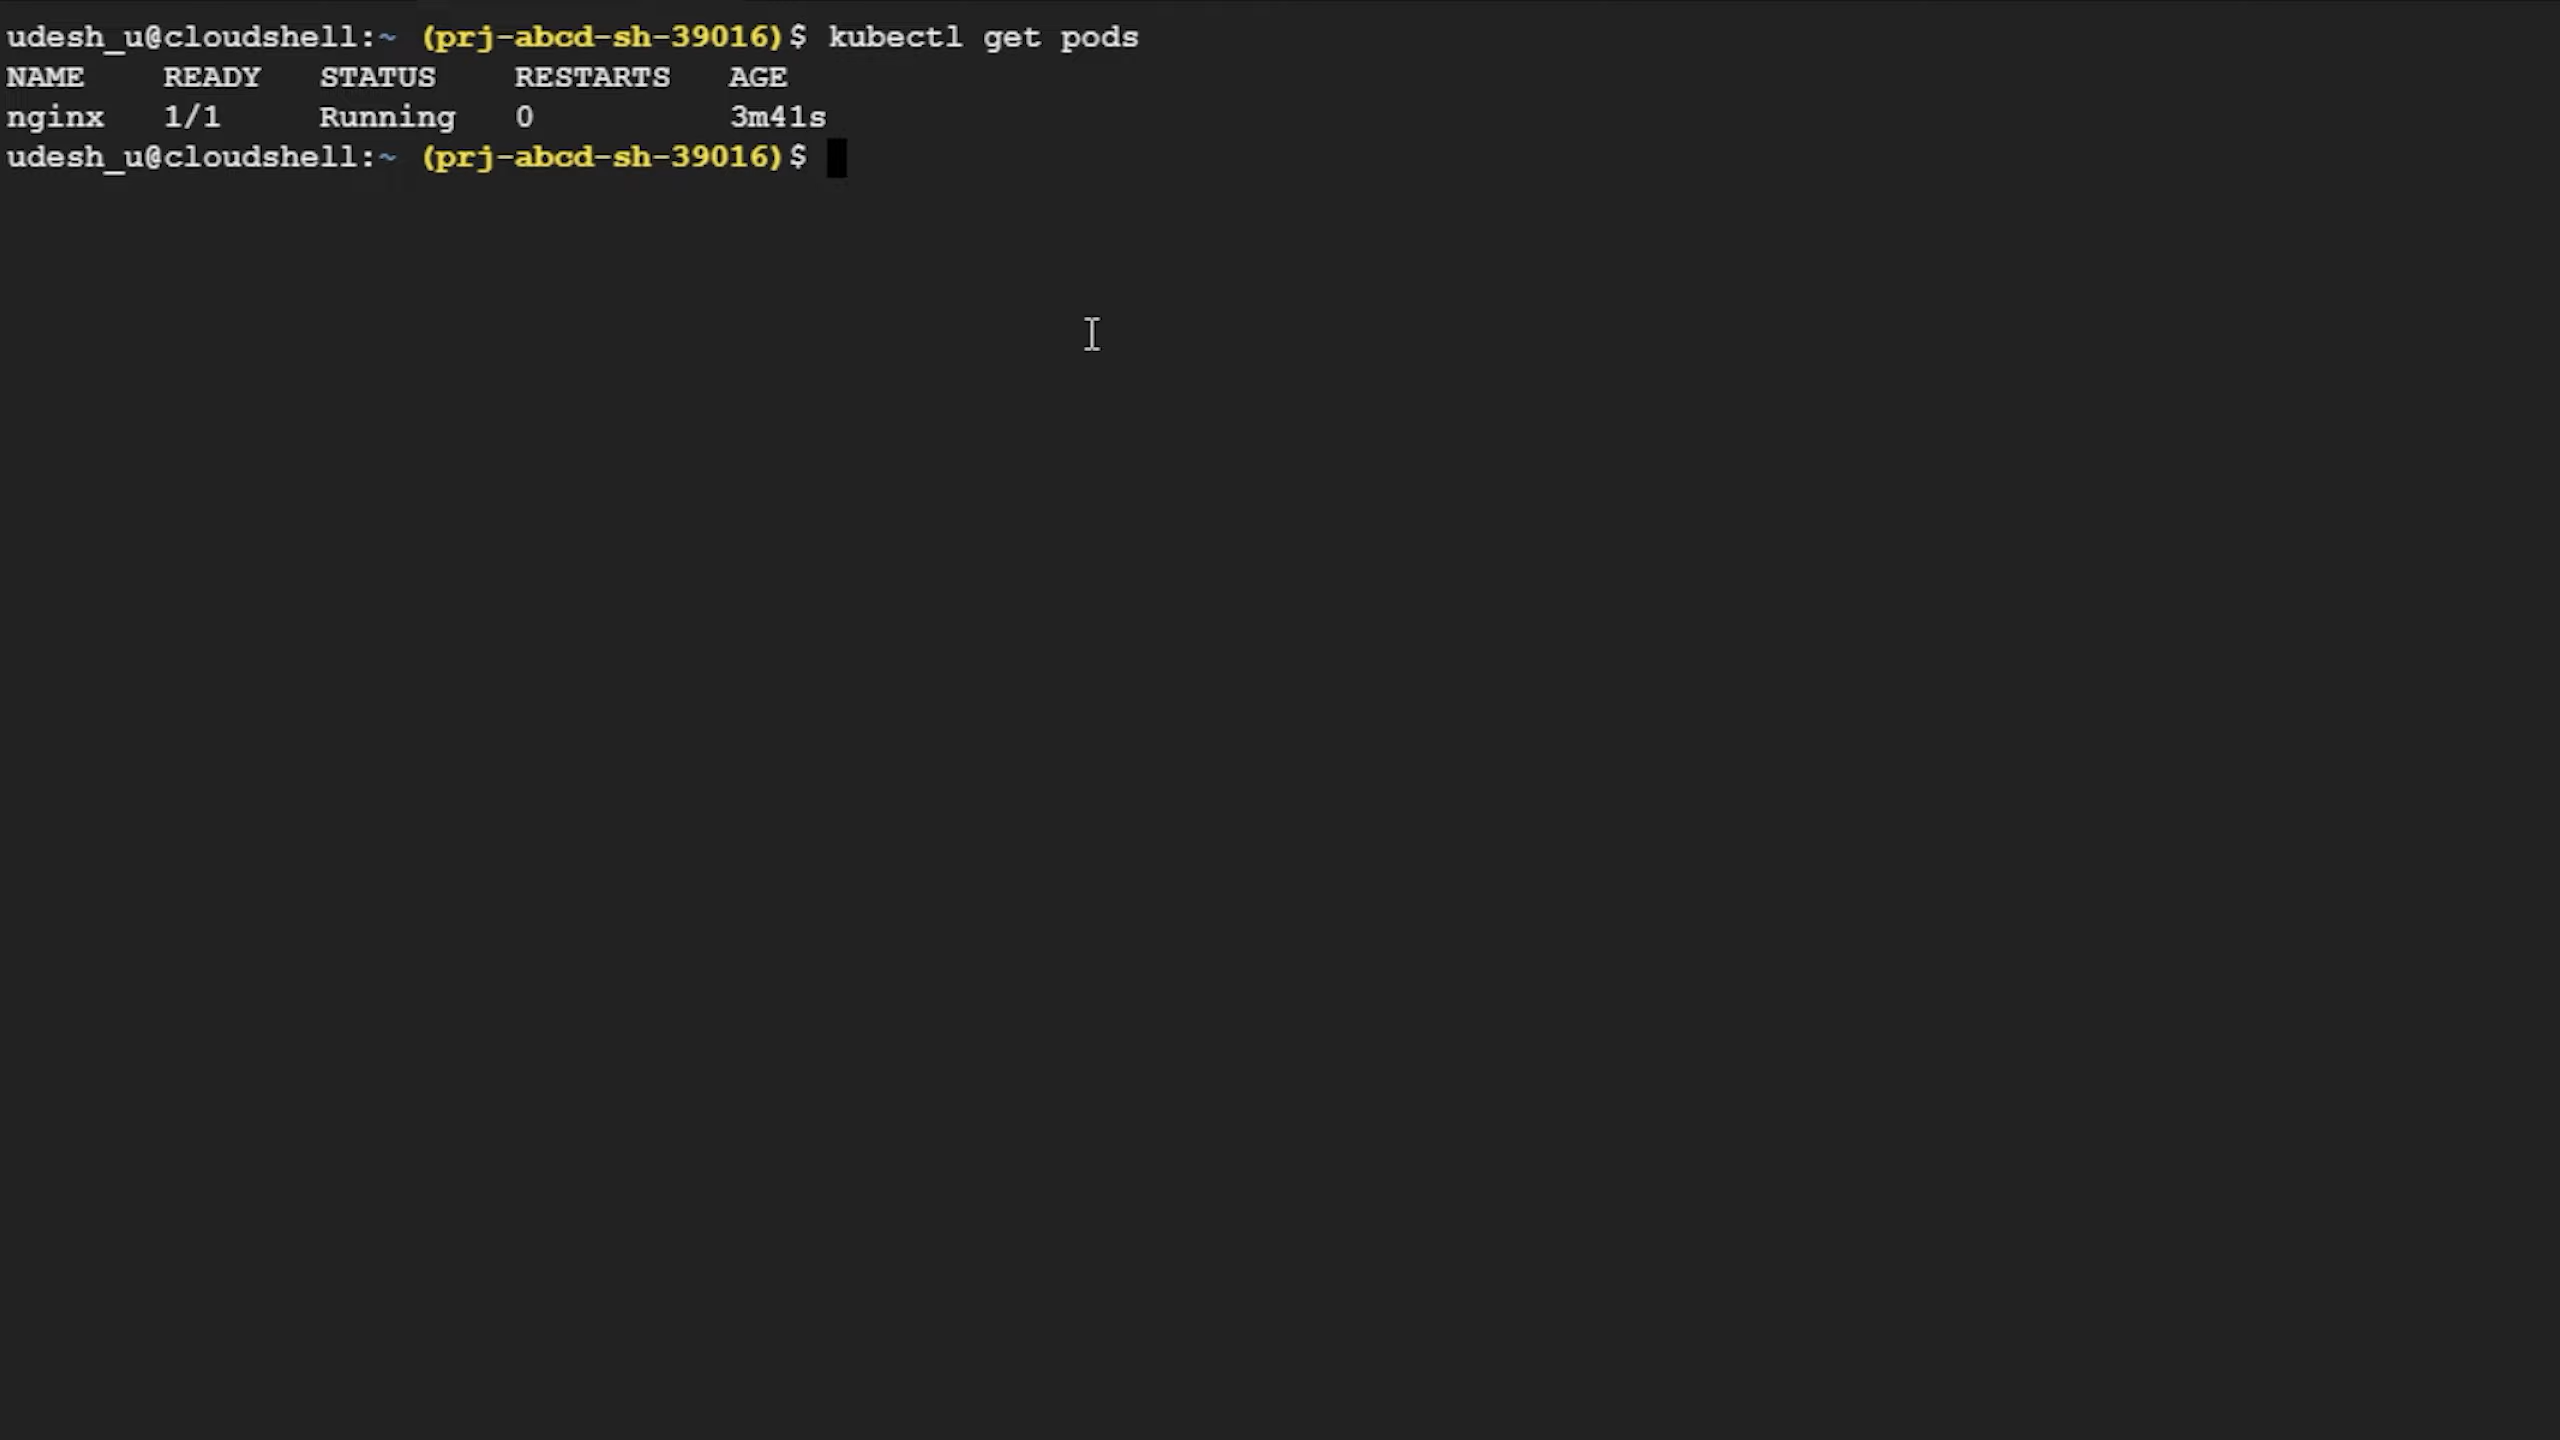 udesh_u@cloudshell:~ (prj-abcd-sh-39016)$ kubectl get pods
NAME    READY   STATUS    RESTARTS   AGE
nginx   1/1     Running   0          3m41s
udesh_u@cloudshell:~ (prj-abcd-sh-39016)$